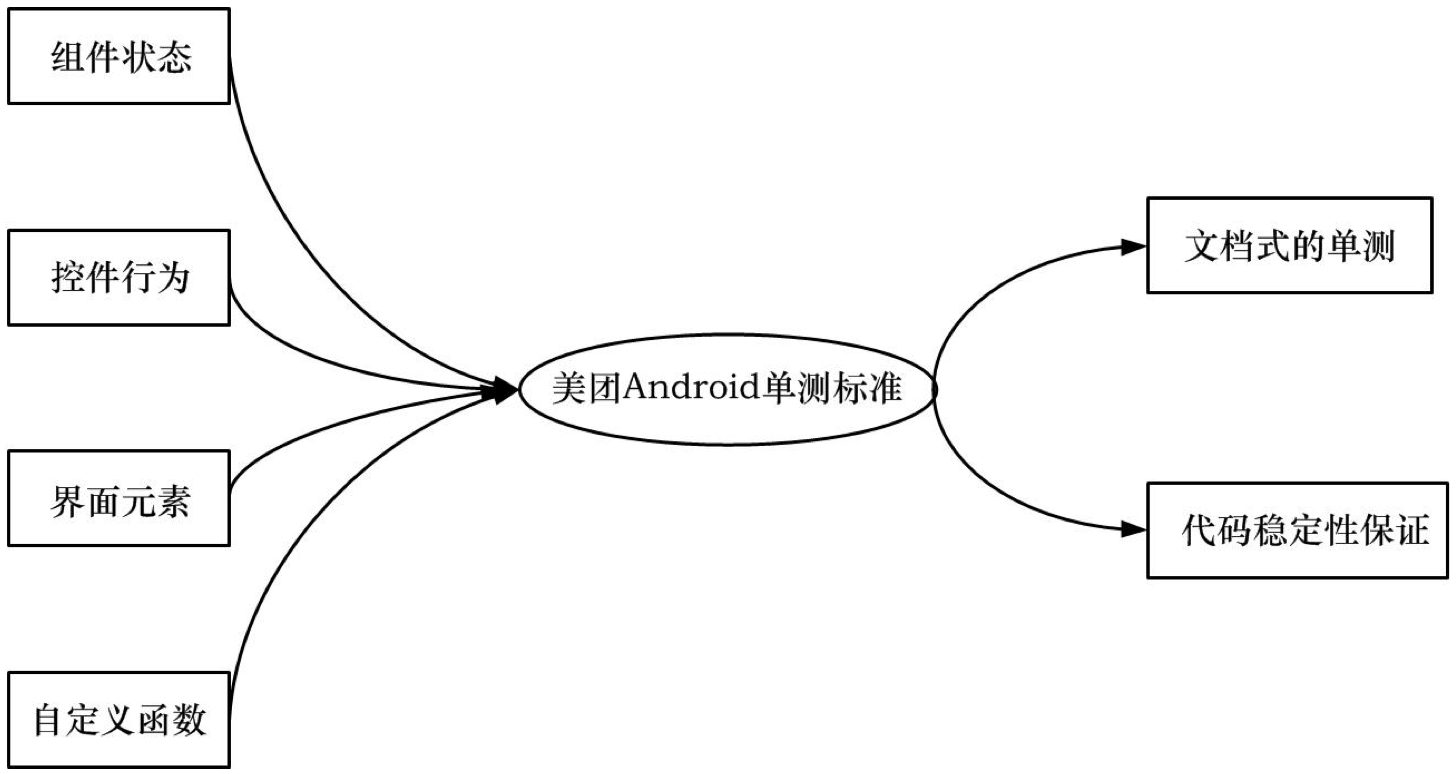 组件状态
控件行为
界面元素
自定义函数
美团Android单测标准
文档式的单测
代码稳定性保证